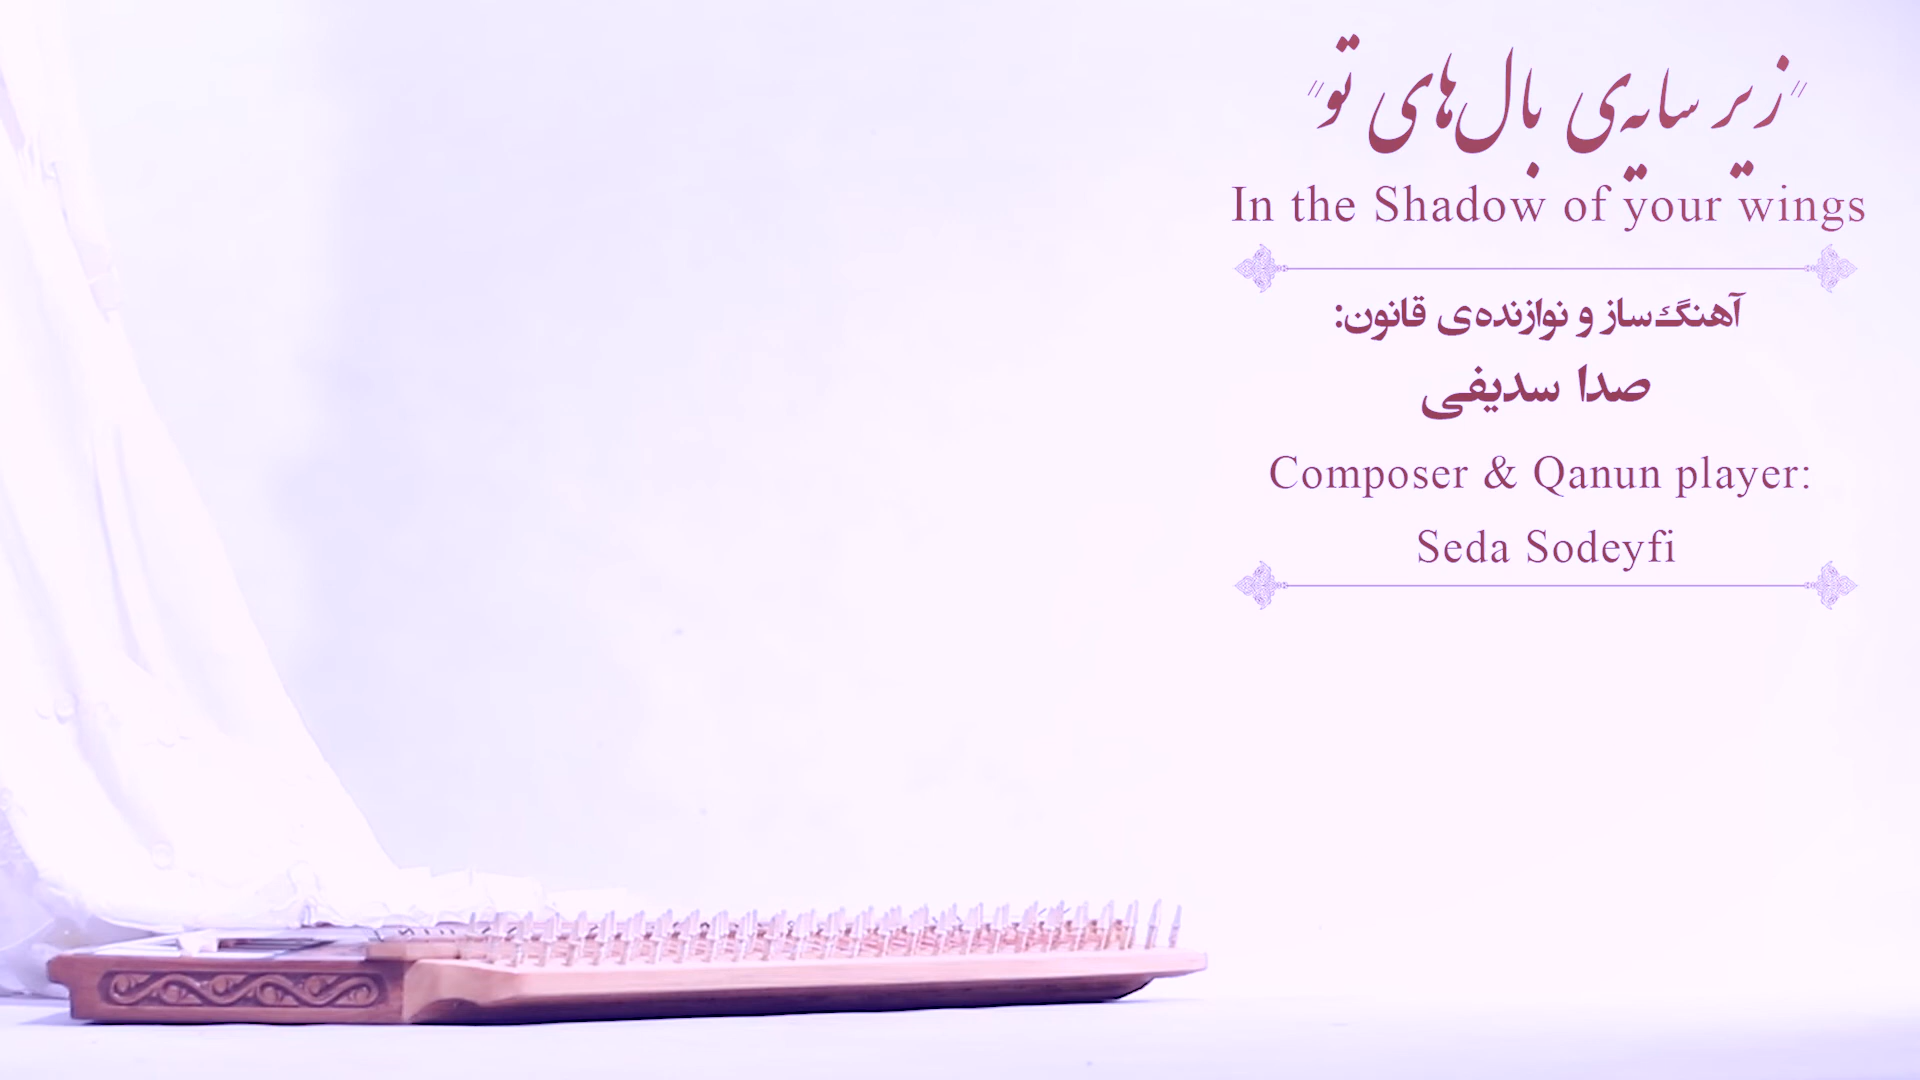 "زیر سایه‌ی بال‌های تو"
In the Shadow of your wings
آهنگ‌ساز و نوازنده‌ی قانون:
صدا سدیفی
Composer & Qanun player:
Seda Sodeyfi